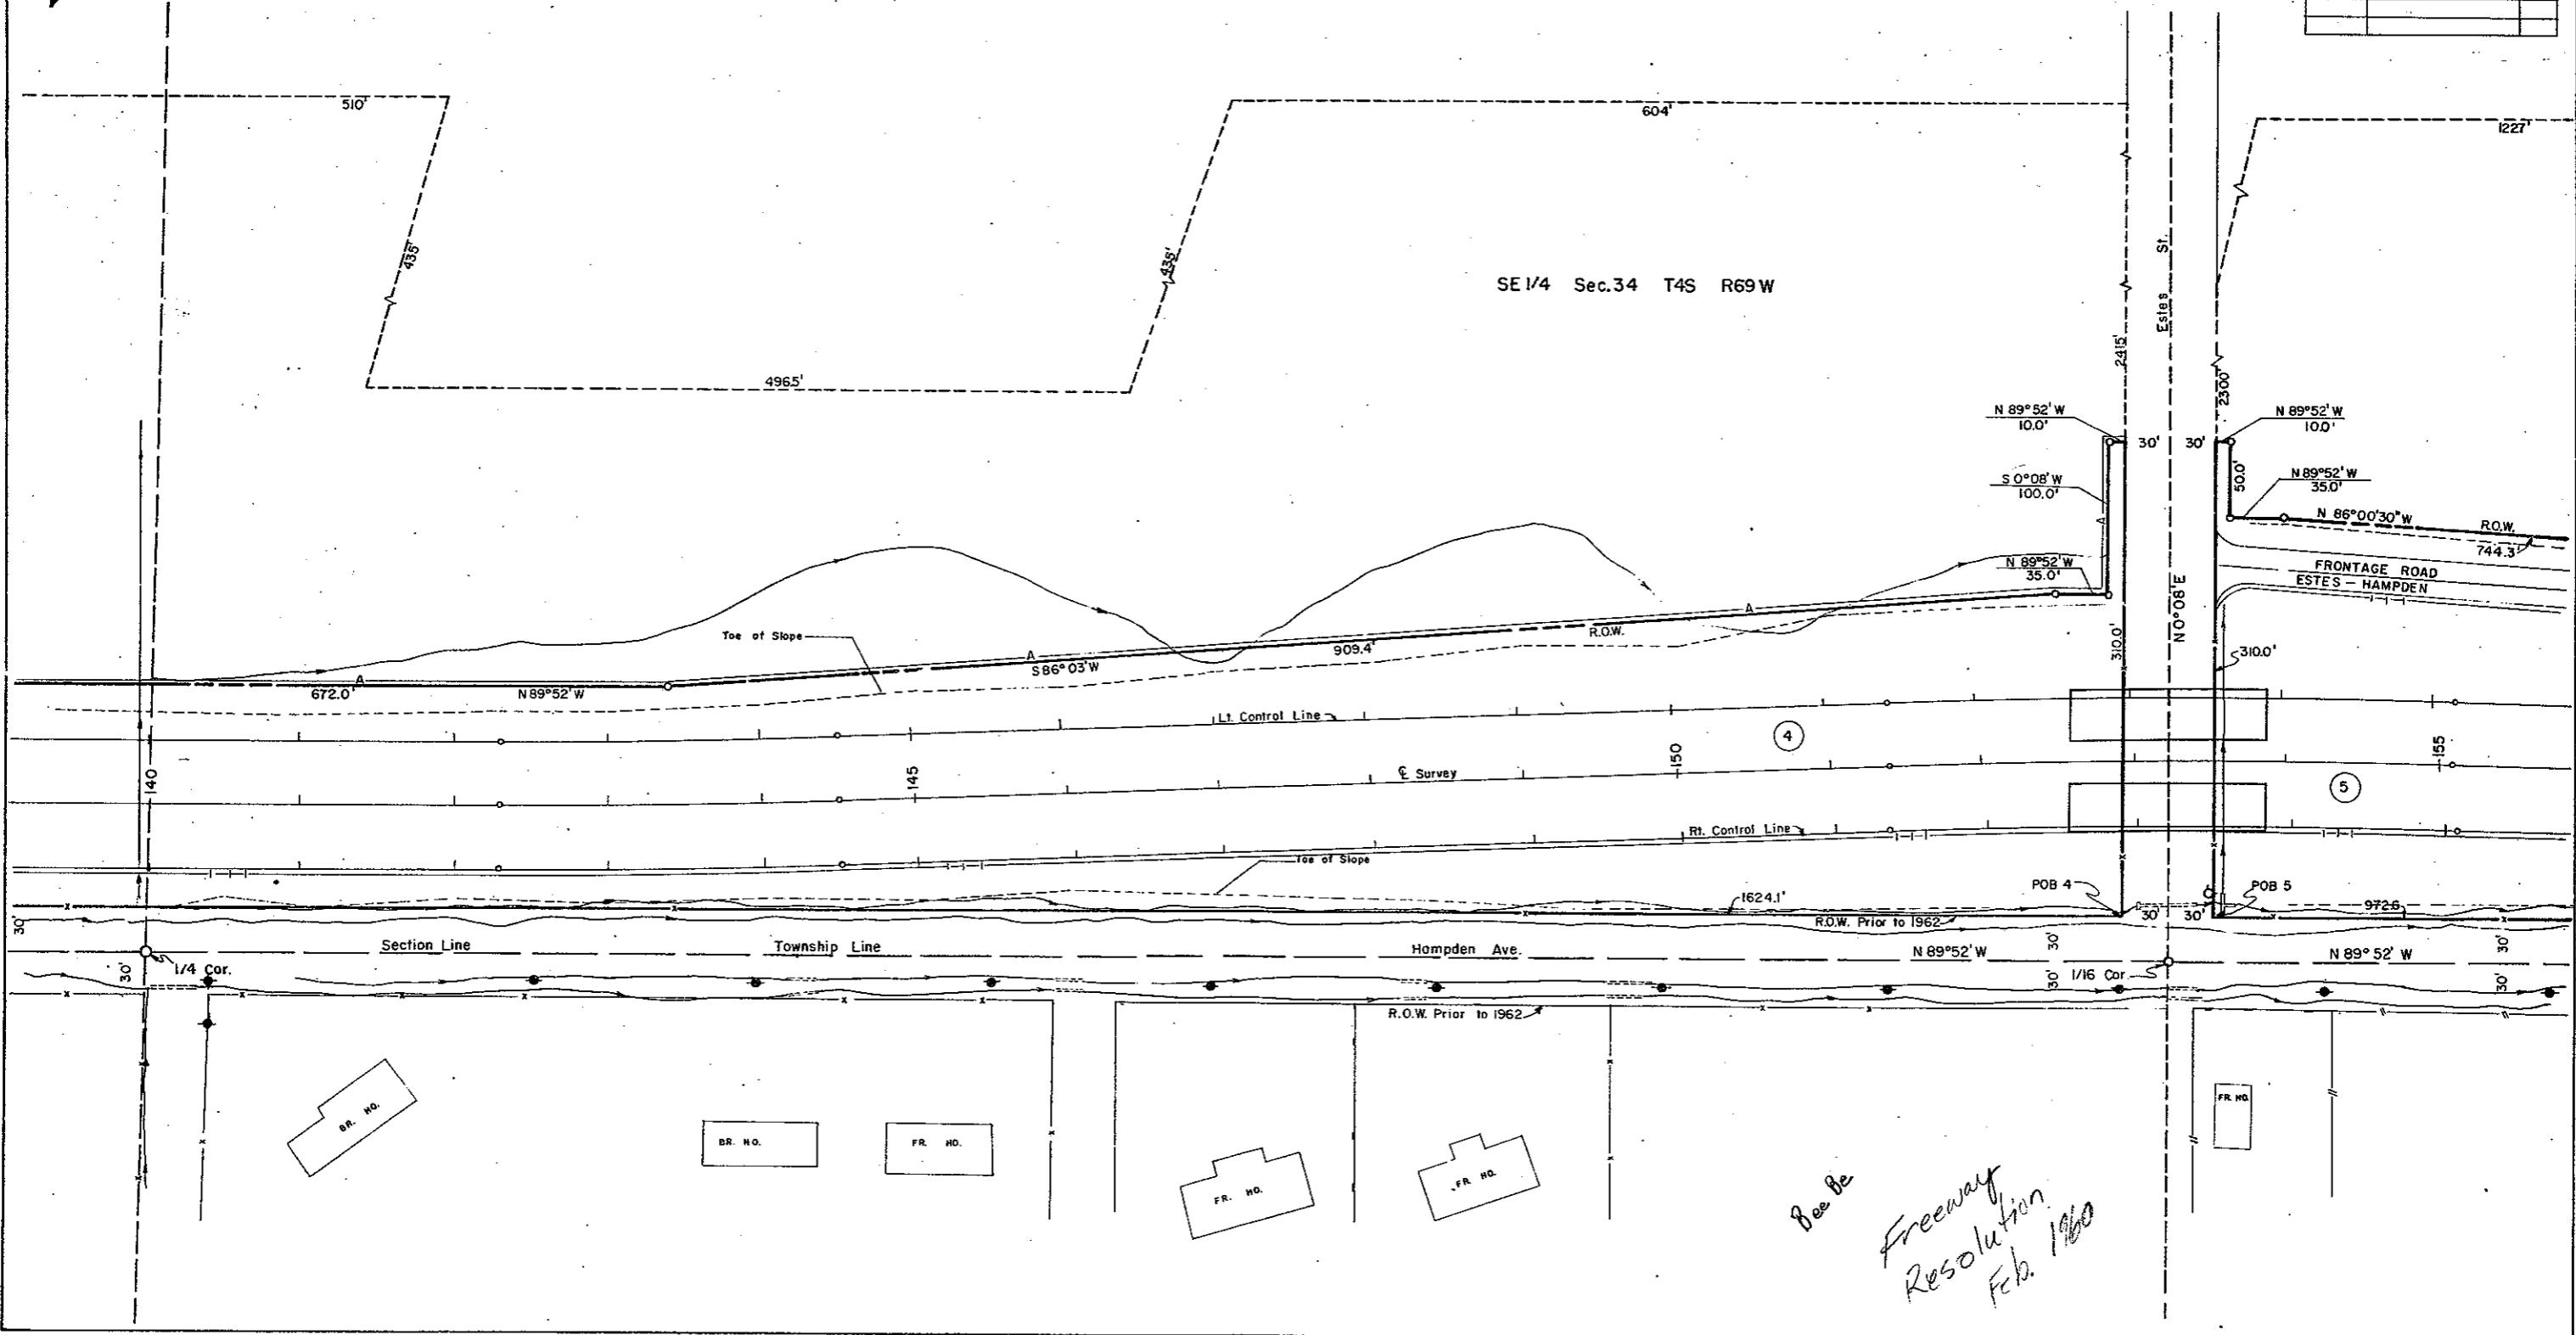 510'
604'
1227'
435'
435'
SE 1/4 Sec.34 T4S R69W
Estes St.
2415'
2300'
496.5'
N 89°52'W
10.0'
30' 30'
N 89°52'W
10.0'
S 0°08'W
100.0'
50.0'
N 89°52'W
35.0'
N 86°00'30"W
R.O.W.
744.3'
N 89°52'W
35.0'
FRONTAGE ROAD
ESTES - HAMPDEN
N 0°08'E
A
A
A
A
Toe of Slope
R.O.W.
909.4'
S 86°03'W
310.0'
310.0'
672.0'
N 89°52'W
Lt. Control Line
4
140
145
℄ Survey
150
155
5
Rt. Control Line
Toe of Slope
POB 4
POB 5
1624.1'
30' 30'
972.6
R.O.W. Prior to 1962
30'
Section Line
Township Line
Hampden Ave.
N 89°52'W
30'
N 89°52'W
30'
1/4 Cor.
30'
1/16 Cor.
30'
30'
R.O.W. Prior to 1962
BR. HO.
BR. HO.
FR. HO.
FR. HO.
FR. HO.
FR. HO.
Bee Be
Freeway
Resolution
Feb. 1960